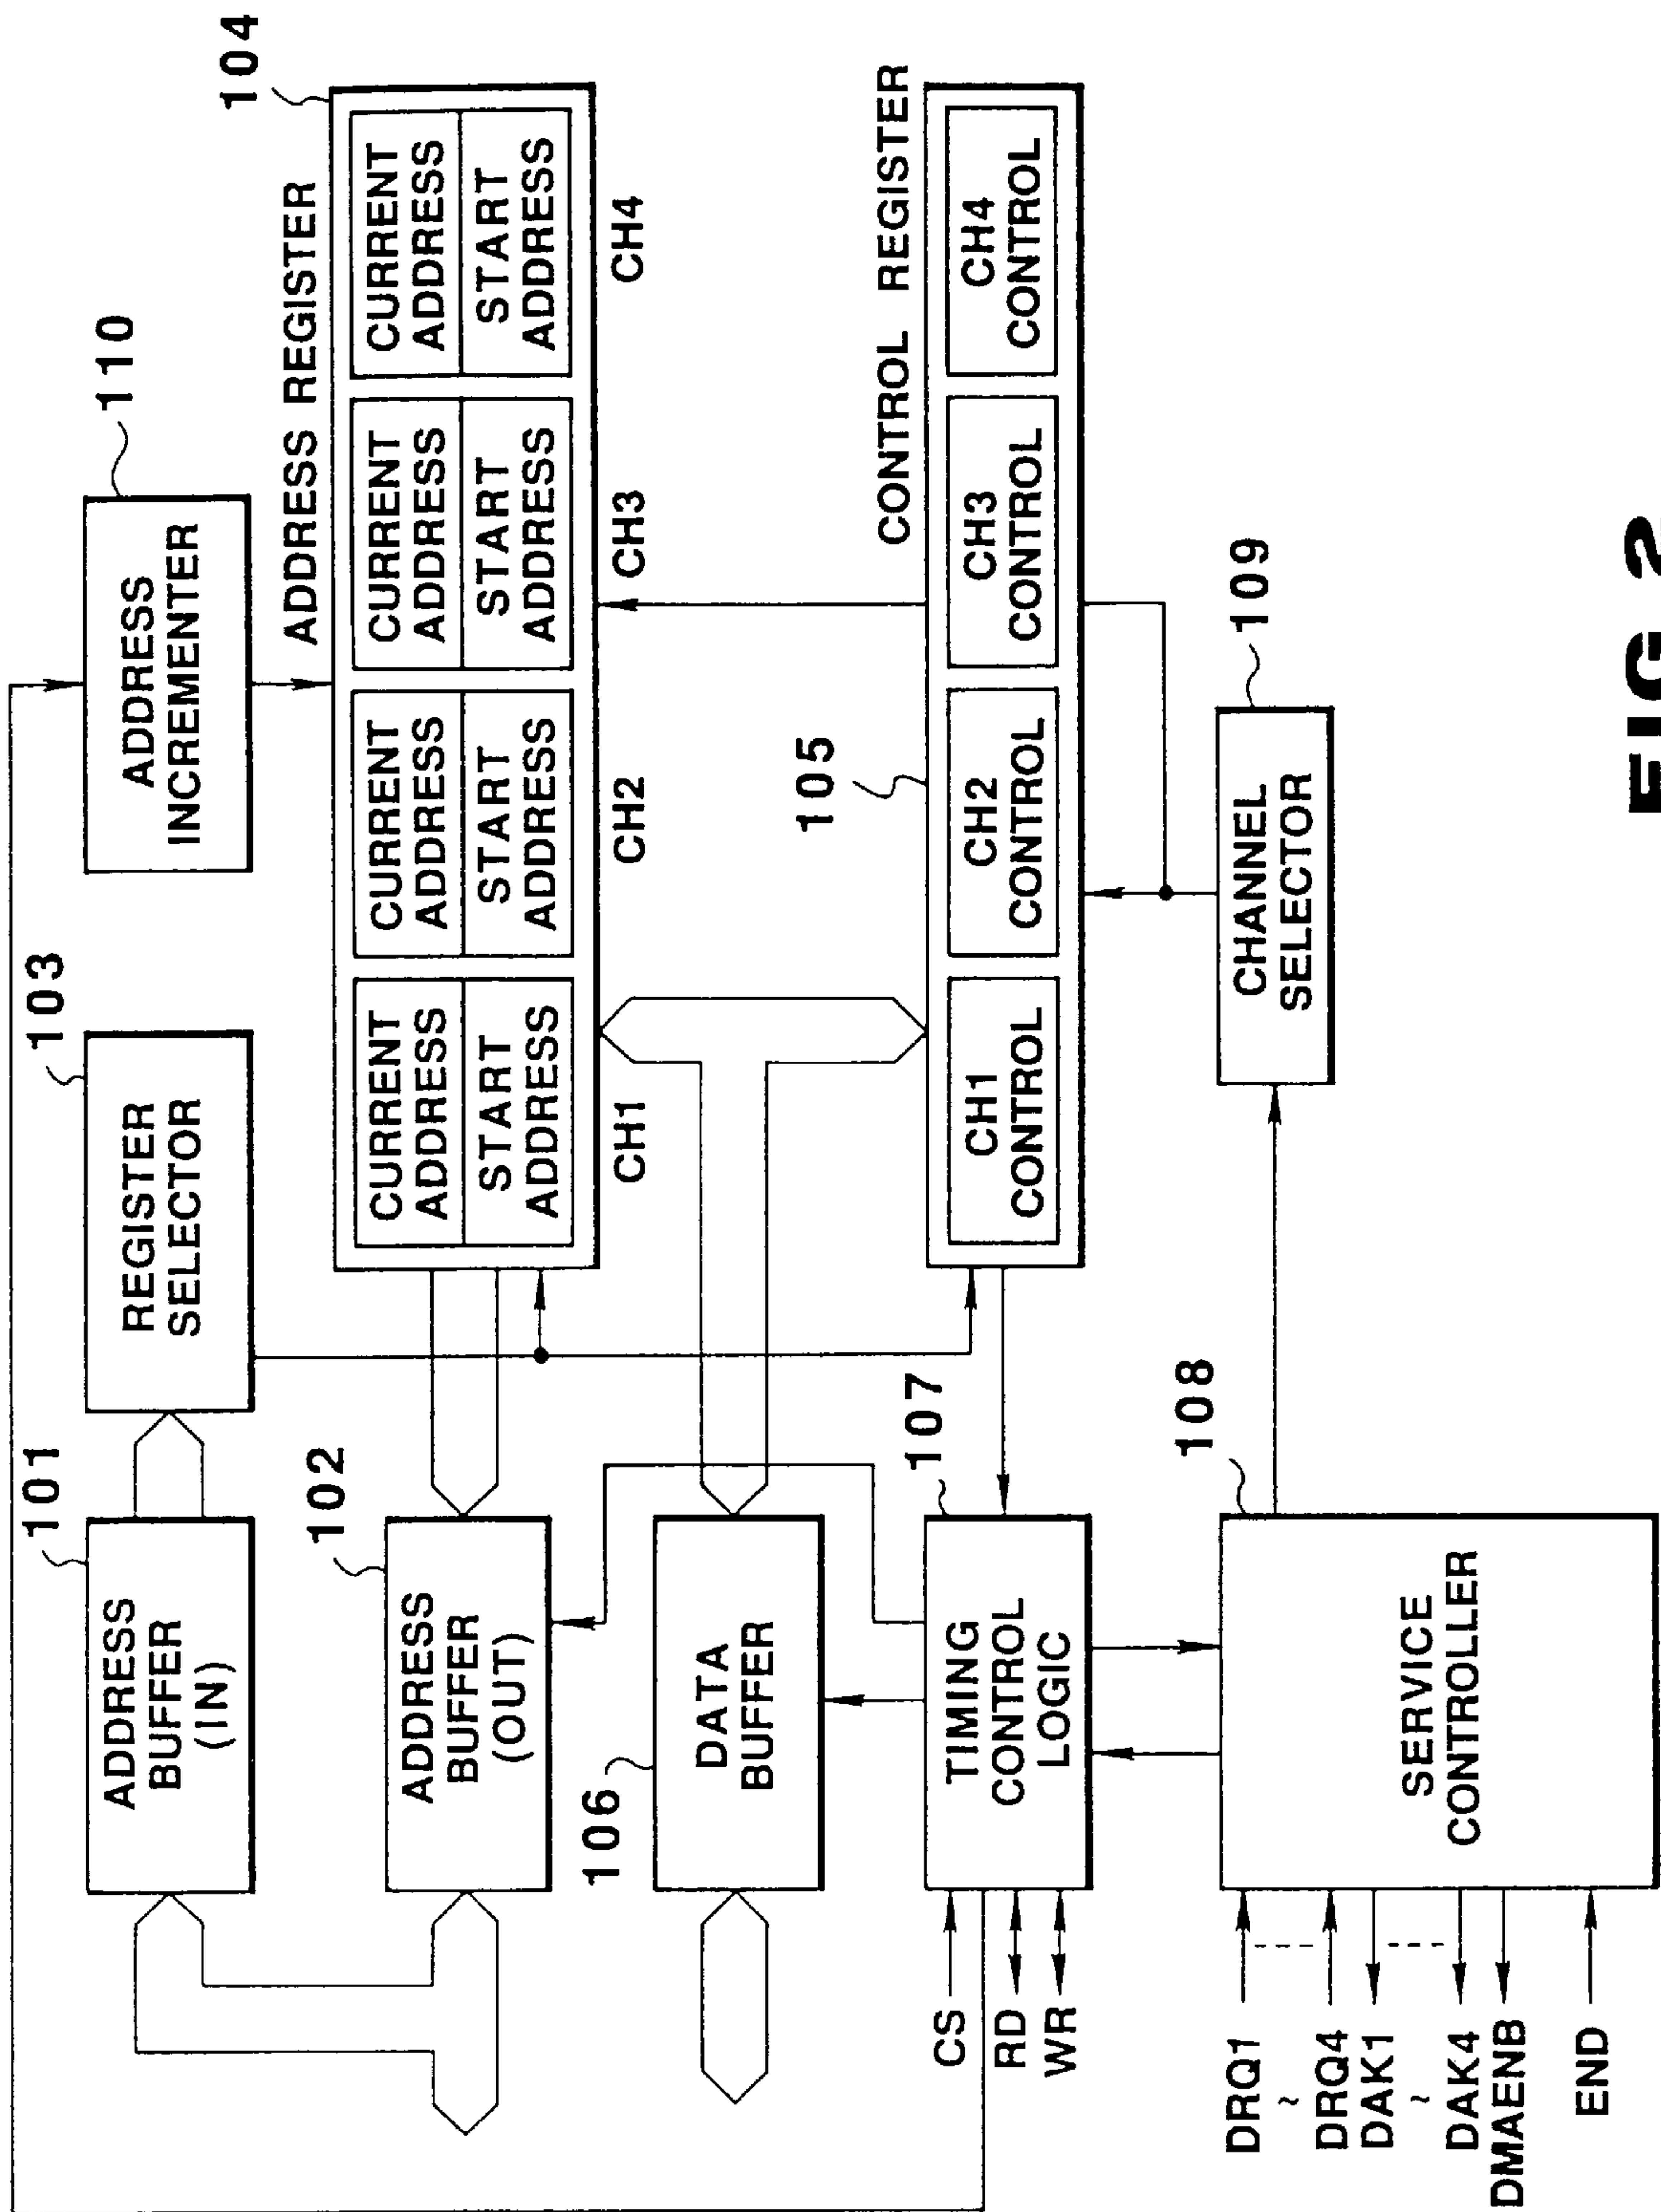 101
ADDRESS
BUFFER
(IN)
103
REGISTER
SELECTOR
110
ADDRESS
INCREMENTER
102
ADDRESS
BUFFER
(OUT)
104
ADDRESS REGISTER
CURRENT
ADDRESS
START
ADDRESS
CH1
CURRENT
ADDRESS
START
ADDRESS
CH2
CURRENT
ADDRESS
START
ADDRESS
CH3
CURRENT
ADDRESS
START
ADDRESS
CH4
106
DATA
BUFFER
105
CONTROL REGISTER
CH1
CONTROL
CH2
CONTROL
CH3
CONTROL
CH4
CONTROL
107
TIMING
CONTROL
LOGIC
CS
RD
WR
108
SERVICE
CONTROLLER
109
CHANNEL
SELECTOR
DRQ1
~
DRQ4
DAK1
~
DAK4
DMAENB
END
FIG.2